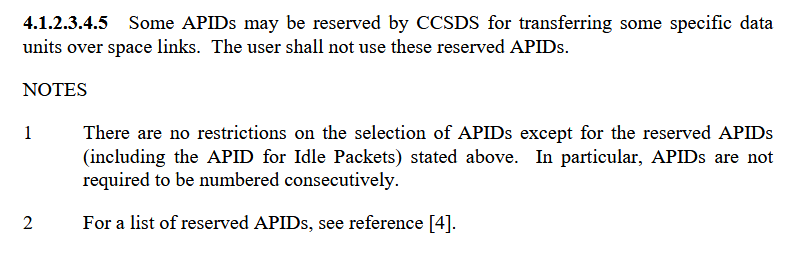 4.1.2.3.4.5 Some APIDs may be reserved by CCSDS for transferring some specific data
units over space links. The user shall not use these reserved APIDs.
NOTES
1 There are no restrictions on the selection of APIDs except for the reserved APIDs
(including the APID for Idle Packets) stated above. In particular, APIDs are not
required to be numbered consecutively.
2 For a list of reserved APIDs, see reference [4].